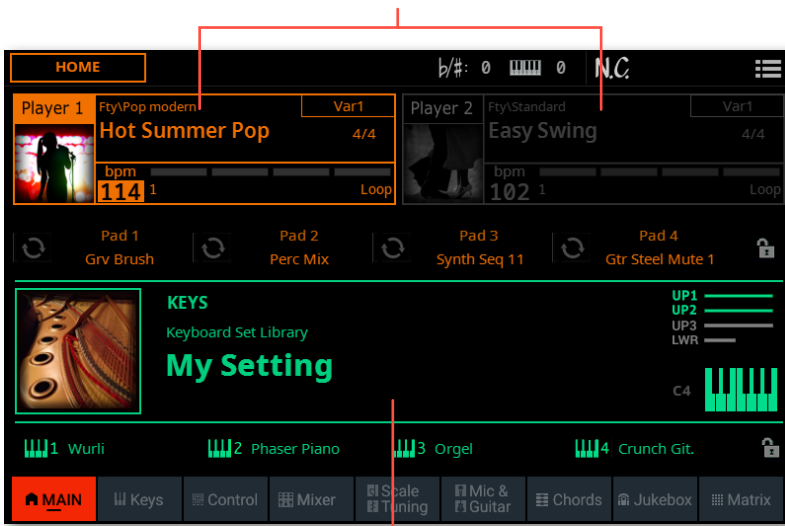 HOME
♭/#: 0 0 N.C.
Player 1 Fty\Pop modern Var1
Hot Summer Pop 4/4
bpm
114 1 Loop
Player 2 Fty\Standard Var1
Easy Swing 4/4
bpm
102 1 Loop
Pad 1 Pad 2 Pad 3 Pad 4
Grv Brush Perc Mix Synth Seq 11 Gtr Steel Mute 1
KEYS
Keyboard Set Library
My Setting
UP1
UP2
UP3
LWR
C4
1 Wurli 2 Phaser Piano 3 Orgel 4 Crunch Git.
MAIN Keys Control Mixer Scale Tuning Mic & Guitar Chords Jukebox Matrix